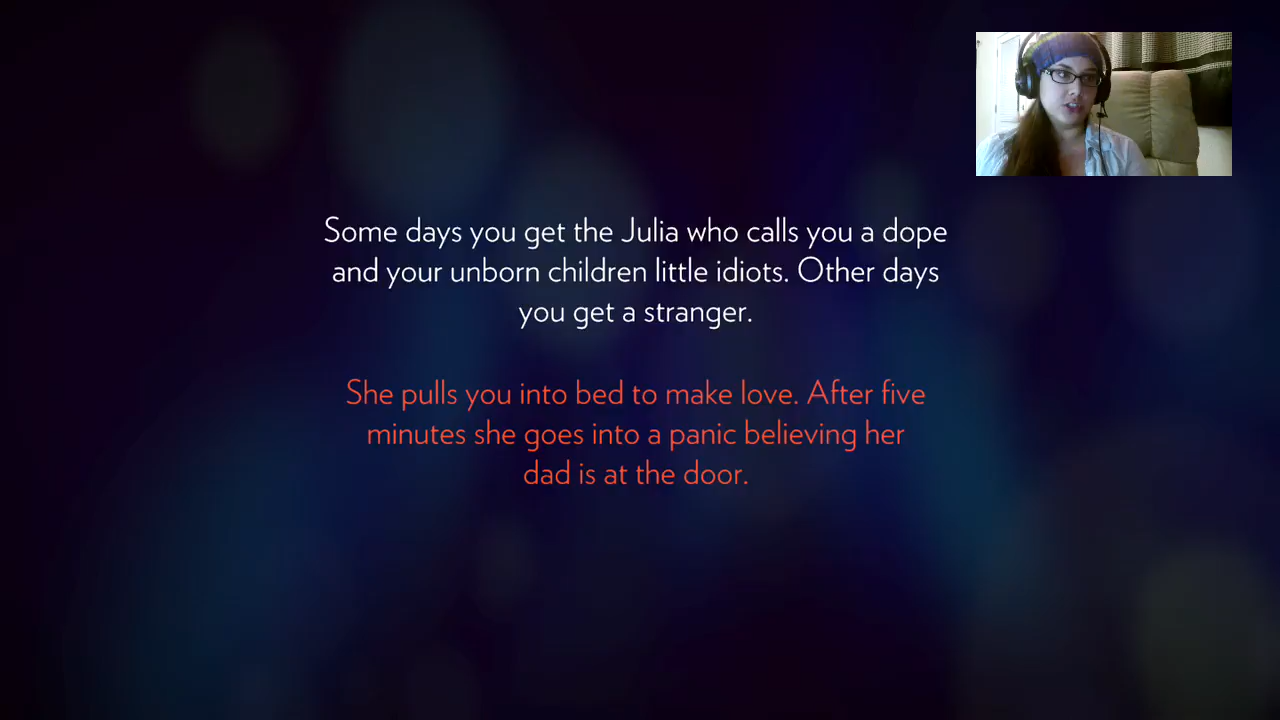 Some days you get the Julia who calls you a dope
and your unborn children little idiots. Other days
you get a stranger.
She pulls you into bed to make love. After five
minutes she goes into a panic believing her
dad is at the door.